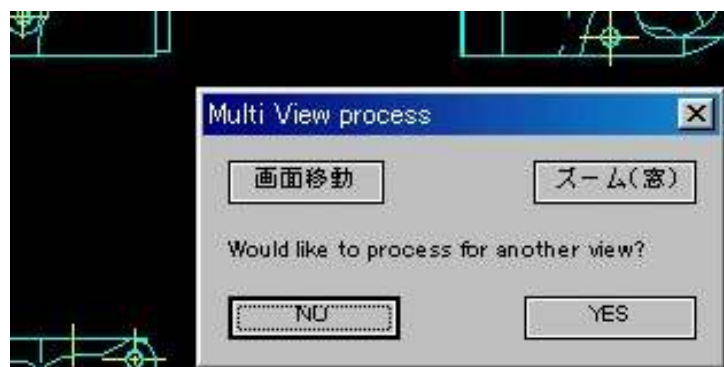 Multi View process
画面移動 ズーム(窓)
Would like to process for another view?
NO YES